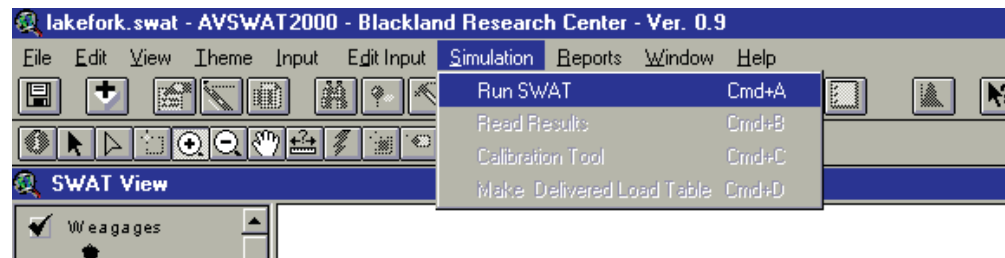 lakefork.swat - AVSWAT2000 - Blackland Research Center - Ver. 0.9
File Edit View Theme Input Edit Input Simulation Reports Window Help
Run SWAT Cmd+A
Read Results Cmd+B
Calibration Tool Cmd+C
Make Delivered Load Table Cmd+D
SWAT View
Weagages